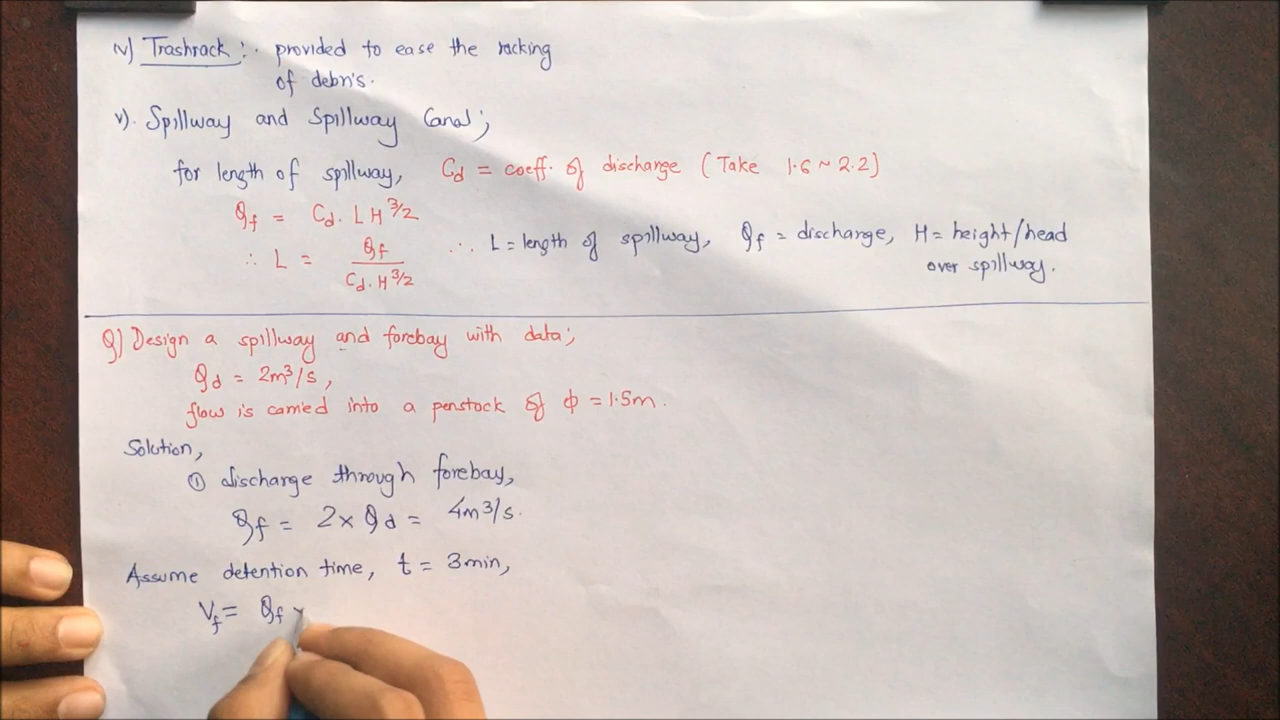 iv) Trashrack :- provided to ease the racking
of debris.
v). Spillway and Spillway Canal;
for length of spillway, Cd = coeff. of discharge (Take 1.6 ~ 2.2)
Qf = Cd. L H^3/2
∴ L = Qf / Cd. H^3/2 ∴ L = length of spillway, Qf = discharge, H = height/head
over spillway.
Q) Design a spillway and forebay with data;
Qd = 2m³/s,
flow is carried into a penstock of ϕ = 1.5m.
Solution,
① discharge through forebay,
Qf = 2 x Qd = 4m³/s.
Assume detention time, t = 3min,
Vf = Qf x